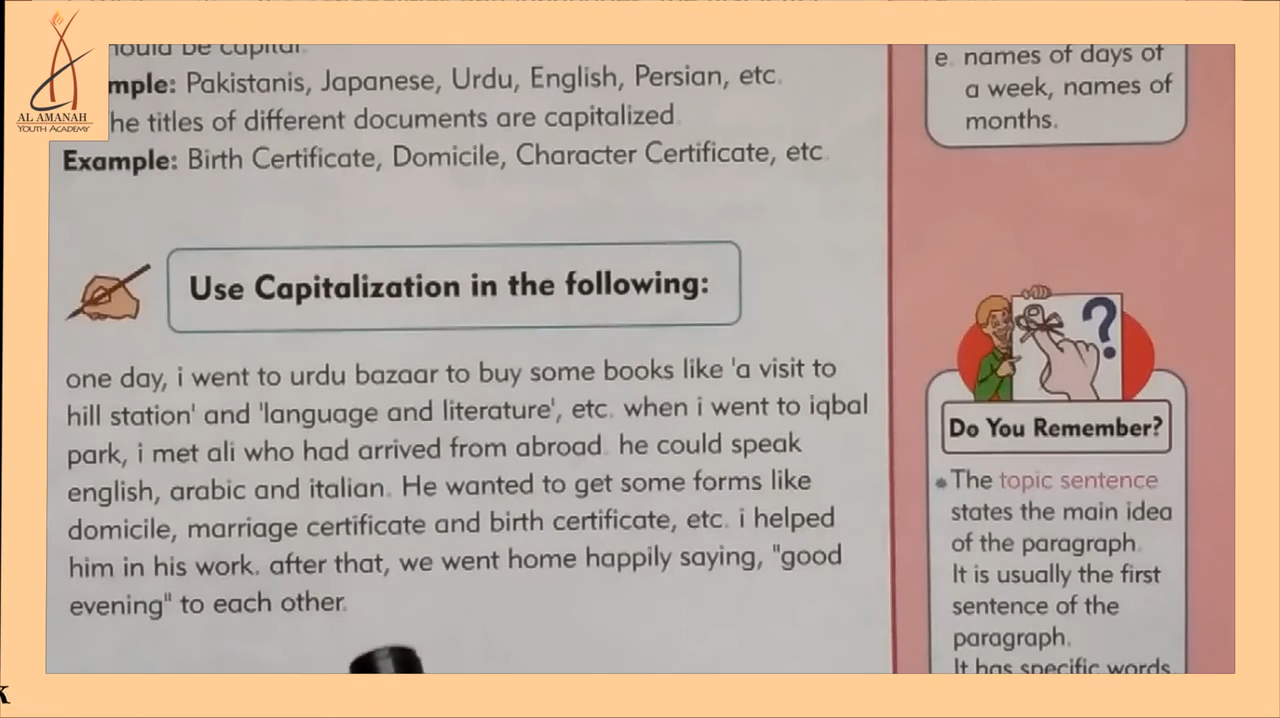 AL AMANAH
YOUTH ACADEMY
hould be capital.
mple: Pakistanis, Japanese, Urdu, English, Persian, etc.
he titles of different documents are capitalized.
Example: Birth Certificate, Domicile, Character Certificate, etc.
Use Capitalization in the following:
one day, i went to urdu bazaar to buy some books like 'a visit to
hill station' and 'language and literature', etc. when i went to iqbal
park, i met ali who had arrived from abroad. he could speak
english, arabic and italian. He wanted to get some forms like
domicile, marriage certificate and birth certificate, etc. i helped
him in his work. after that, we went home happily saying, "good
evening" to each other.
e. names of days of
a week, names of
months.
?
Do You Remember?
The topic sentence
states the main idea
of the paragraph.
It is usually the first
sentence of the
paragraph.
It has specific words